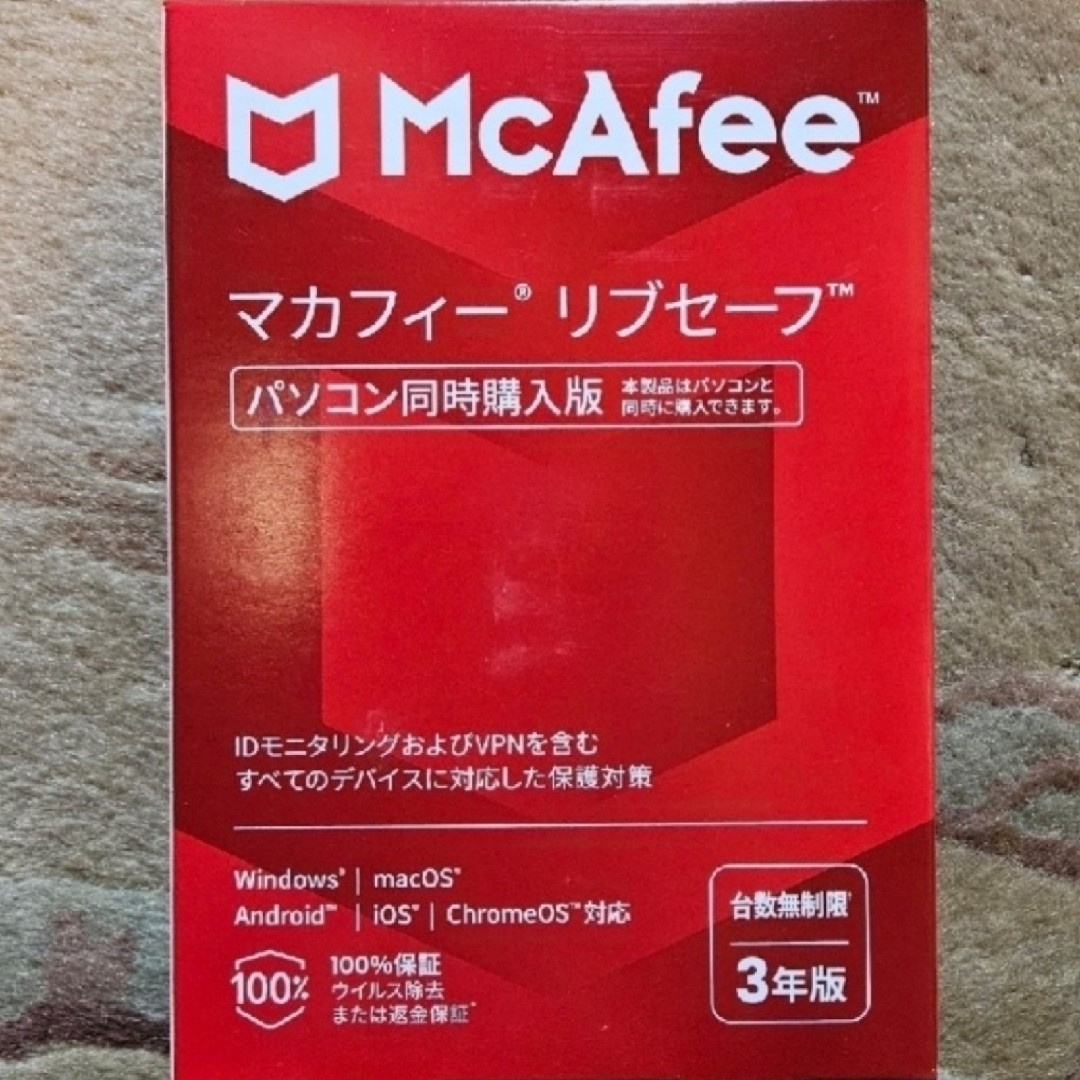 McAfee™
マカフィー® リブセーフ™
パソコン同時購入版
本製品はパソコンと
同時に購入できます。
IDモニタリングおよびVPNを含む
すべてのデバイスに対応した保護対策
Windows® | macOS®
Android™ | iOS® | ChromeOS™対応
100%
100%保証
ウイルス除去
または返金保証*
台数無制限†
3年版